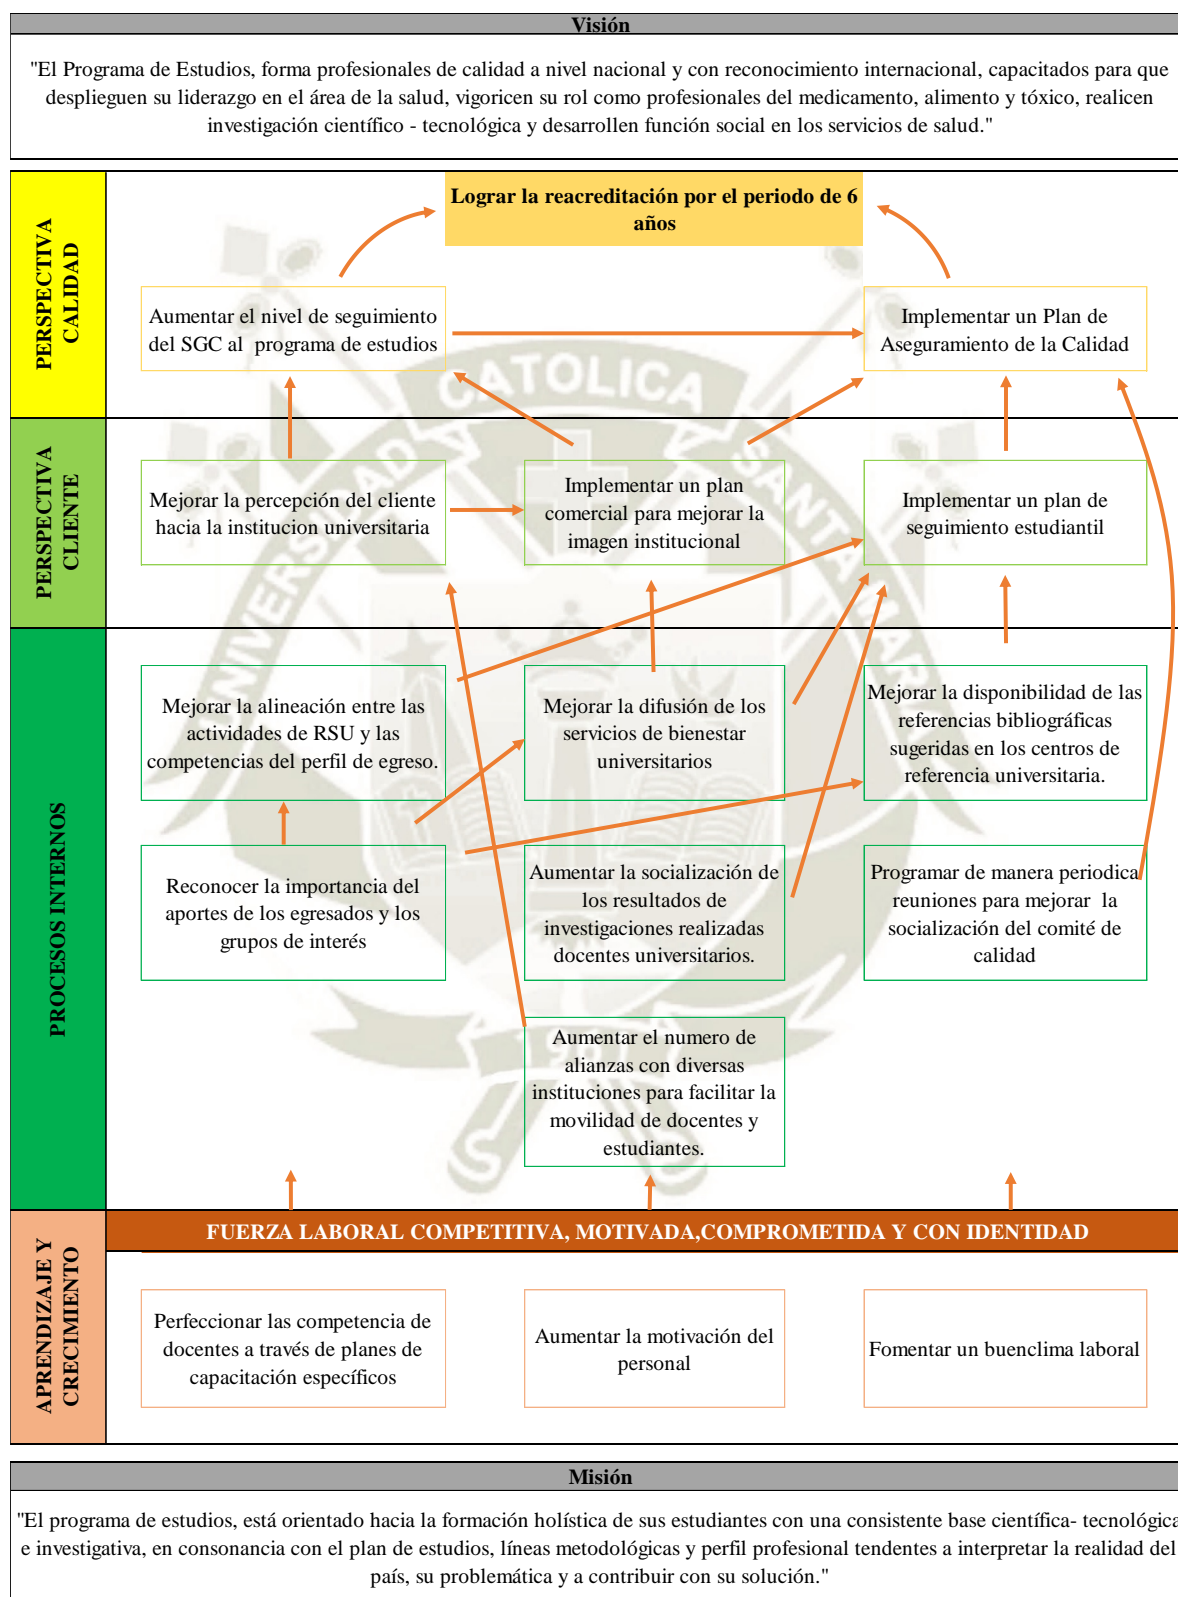 Visión
"El Programa de Estudios, forma profesionales de calidad a nivel nacional y con reconocimiento internacional, capacitados para que
desplieguen su liderazgo en el área de la salud, vigoricen su rol como profesionales del medicamento, alimento y tóxico, realicen
investigación científico - tecnológica y desarrollen función social en los servicios de salud."
PERSPECTIVA
CALIDAD
Lograr la reacreditación por el periodo de 6
años
Aumentar el nivel de seguimiento
del SGC al programa de estudios
Implementar un Plan de
Aseguramiento de la Calidad
UNIVERSIDAD CATOLICA SANTA MARIA
PERSPECTIVA
CLIENTE
Mejorar la percepción del cliente
hacia la institucion universitaria
Implementar un plan
comercial para mejorar la
imagen institucional
Implementar un plan de
seguimiento estudiantil
PROCESOS INTERNOS
Mejorar la alineación entre las
actividades de RSU y las
competencias del perfil de egreso.
Mejorar la difusión de los
servicios de bienestar
universitarios
Mejorar la disponibilidad de las
referencias bibliográficas
sugeridas en los centros de
referencia universitaria.
Reconocer la importancia del
aportes de los egresados y los
grupos de interés
Aumentar la socialización de
los resultados de
investigaciones realizadas
docentes universitarios.
Programar de manera periodica
reuniones para mejorar la
socialización del comité de
calidad
Aumentar el numero de
alianzas con diversas
instituciones para facilitar la
movilidad de docentes y
estudiantes.
APRENDIZAJE Y
CRECIMIENTO
FUERZA LABORAL COMPETITIVA, MOTIVADA,COMPROMETIDA Y CON IDENTIDAD
Perfeccionar las competencia de
docentes a través de planes de
capacitación específicos
Aumentar la motivación del
personal
Fomentar un buenclima laboral
Misión
"El programa de estudios, está orientado hacia la formación holística de sus estudiantes con una consistente base científica- tecnológica
e investigativa, en consonancia con el plan de estudios, líneas metodológicas y perfil profesional tendentes a interpretar la realidad del
país, su problemática y a contribuir con su solución."